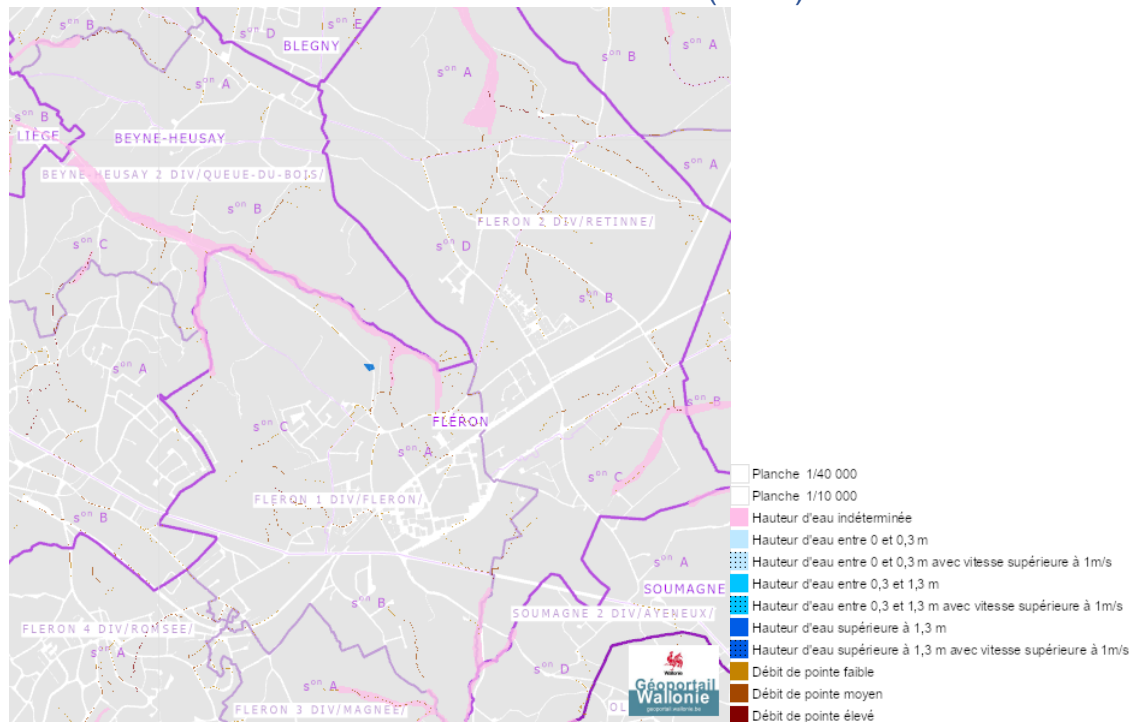 sᵒⁿ B
sᵒⁿ D
sᵒⁿ E
BLEGNY
sᵒⁿ A
sᵒⁿ A
sᵒⁿ B
sᵒⁿ A
sᵒⁿ B
LIÈGE
BEYNE-HEUSAY
sᵒⁿ A
BEYNE-HEUSAY 2 DIV/QUEUE-DU-BOIS/
sᵒⁿ B
FLERON 2 DIV/RETINNE/
sᵒⁿ C
sᵒⁿ D
sᵒⁿ B
sᵒⁿ A
sᵒⁿ B
sᵒⁿ C
FLÉRON
sᵒⁿ A
sᵒⁿ C
FLERON 1 DIV/FLERON/
sᵒⁿ B
sᵒⁿ A
SOUMAGNE
sᵒⁿ B
SOUMAGNE 2 DIV/AYENEUX/
FLERON 4 DIV/ROMSEE/
sᵒⁿ A
sᵒⁿ D
sᵒⁿ A
FLERON 3 DIV/MAGNEE/
OL
Wallonie
Géoportail
Wallonie
geoportail.wallonie.be
Planche 1/40 000
Planche 1/10 000
Hauteur d'eau indéterminée
Hauteur d'eau entre 0 et 0,3 m
Hauteur d'eau entre 0 et 0,3 m avec vitesse supérieure à 1m/s
Hauteur d'eau entre 0,3 et 1,3 m
Hauteur d'eau entre 0,3 et 1,3 m avec vitesse supérieure à 1m/s
Hauteur d'eau supérieure à 1,3 m
Hauteur d'eau supérieure à 1,3 m avec vitesse supérieure à 1m/s
Débit de pointe faible
Débit de pointe moyen
Débit de pointe élevé